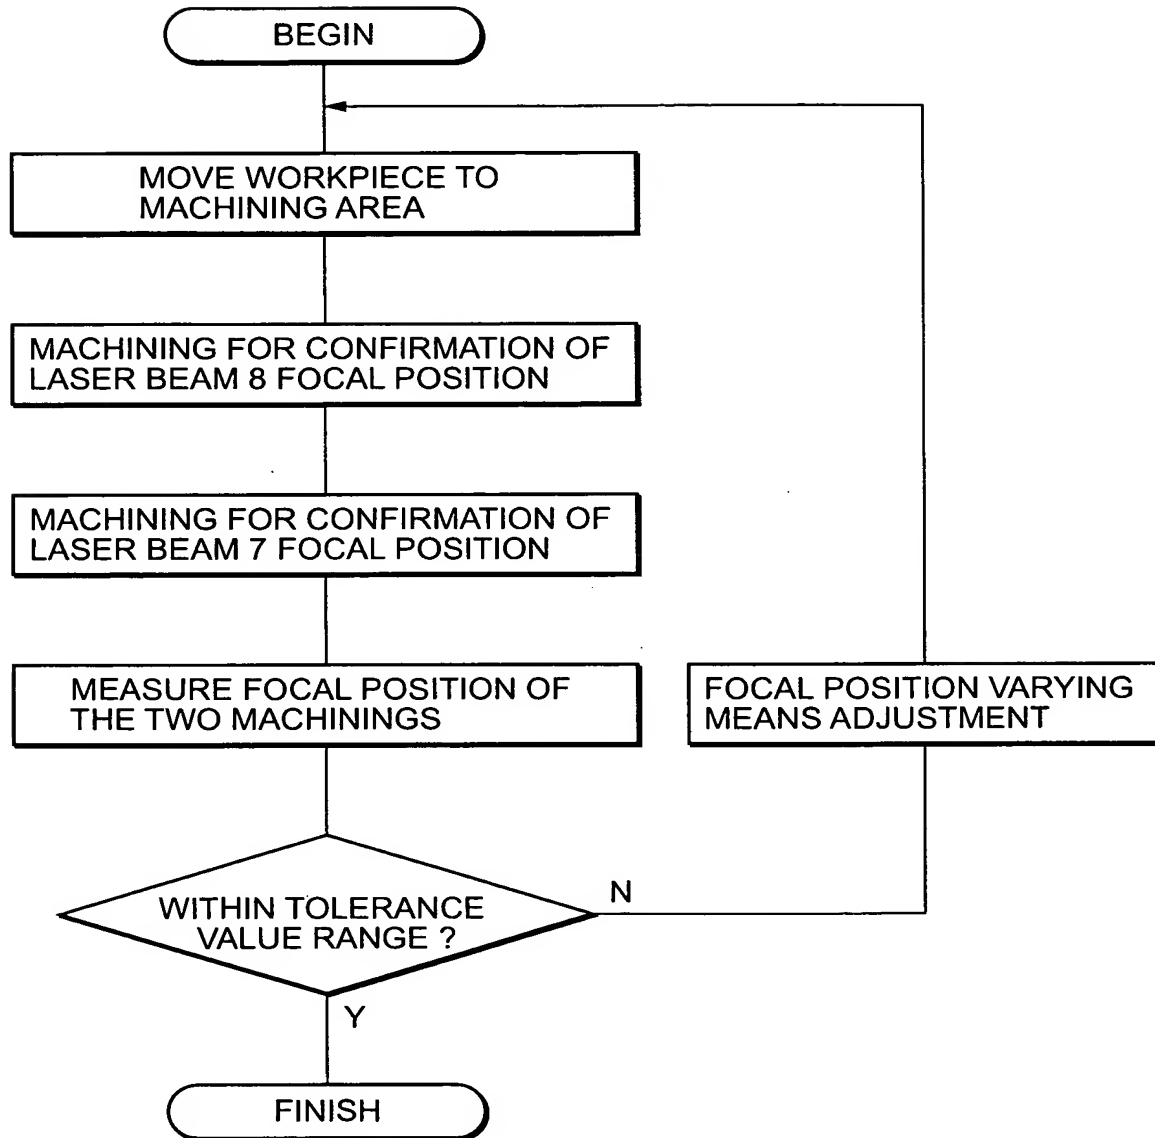 BEGIN
MOVE WORKPIECE TO
MACHINING AREA
MACHINING FOR CONFIRMATION OF
LASER BEAM 8 FOCAL POSITION
MACHINING FOR CONFIRMATION OF
LASER BEAM 7 FOCAL POSITION
MEASURE FOCAL POSITION OF
THE TWO MACHININGS
FOCAL POSITION VARYING
MEANS ADJUSTMENT
WITHIN TOLERANCE
VALUE RANGE ?
N
Y
FINISH